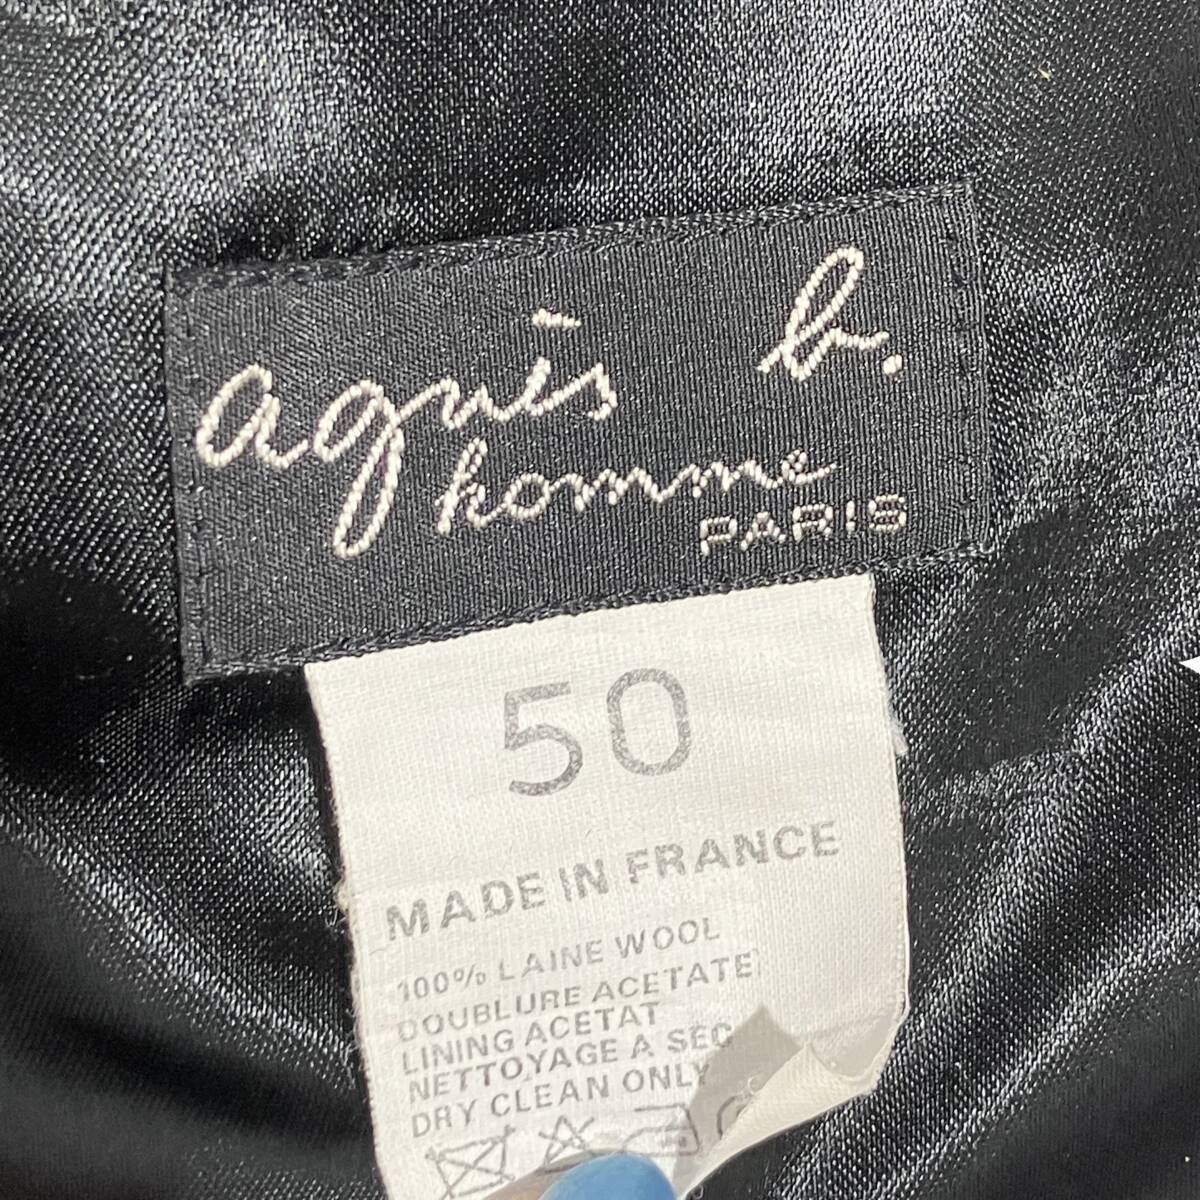 agnès b.
homme
PARIS
50
MADE IN FRANCE
100% LAINE WOOL
DOUBLURE ACETATE
LINING ACETAT
NETTOYAGE A SEC
DRY CLEAN ONLY